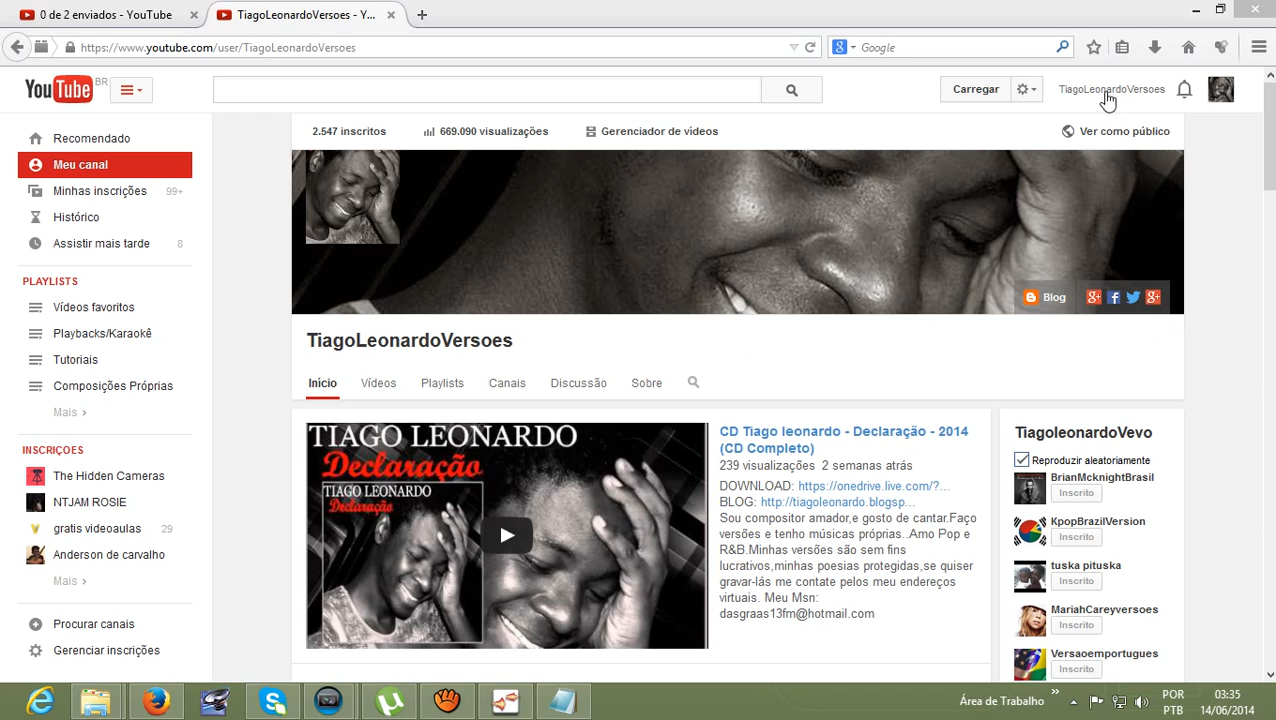 0 de 2 enviados - YouTube
TiagoLeonardoVersoes - Y...
https://www.youtube.com/user/TiagoLeonardoVersoes
Google
YouTube BR
Carregar
TiagoLeonardoVersoes
2.547 inscritos
669.090 visualizações
Gerenciador de vídeos
Ver como público
Recomendado
Meu canal
Minhas inscrições 99+
Histórico
Assistir mais tarde 8
PLAYLISTS
Vídeos favoritos
Playbacks/Karaokê
Tutoriais
Composições Próprias
Mais ›
INSCRIÇÕES
The Hidden Cameras
NTJAM ROSIE
gratis videoaulas 29
Anderson de carvalho
Mais ›
Procurar canais
Gerenciar inscrições
Blog
TiagoLeonardoVersoes
Início
Vídeos
Playlists
Canais
Discussão
Sobre
TIAGO LEONARDO
Declaração
TIAGO LEONARDO
Declaração
CD Tiago leonardo - Declaração - 2014
(CD Completo)
239 visualizações 2 semanas atrás
DOWNLOAD: https://onedrive.live.com/?...
BLOG: http://tiagoleonardo.blogsp...
Sou compositor amador,e gosto de cantar.Faço
versões e tenho músicas próprias..Amo Pop e
R&B.Minhas versões são sem fins
lucrativos,minhas poesias protegidas,se quiser
gravar-lás me contate pelos meu endereços
virtuais. Meu Msn:
dasgraas13fm@hotmail.com
TiagoleonardoVevo
Reproduzir aleatoriamente
BrianMcknightBrasil
Inscrito
KpopBrazilVersion
Inscrito
tuska pituska
Inscrito
MariahCareyversoes
Inscrito
Versaoemportugues
Inscrito
Área de Trabalho
POR
PTB
03:35
14/06/2014